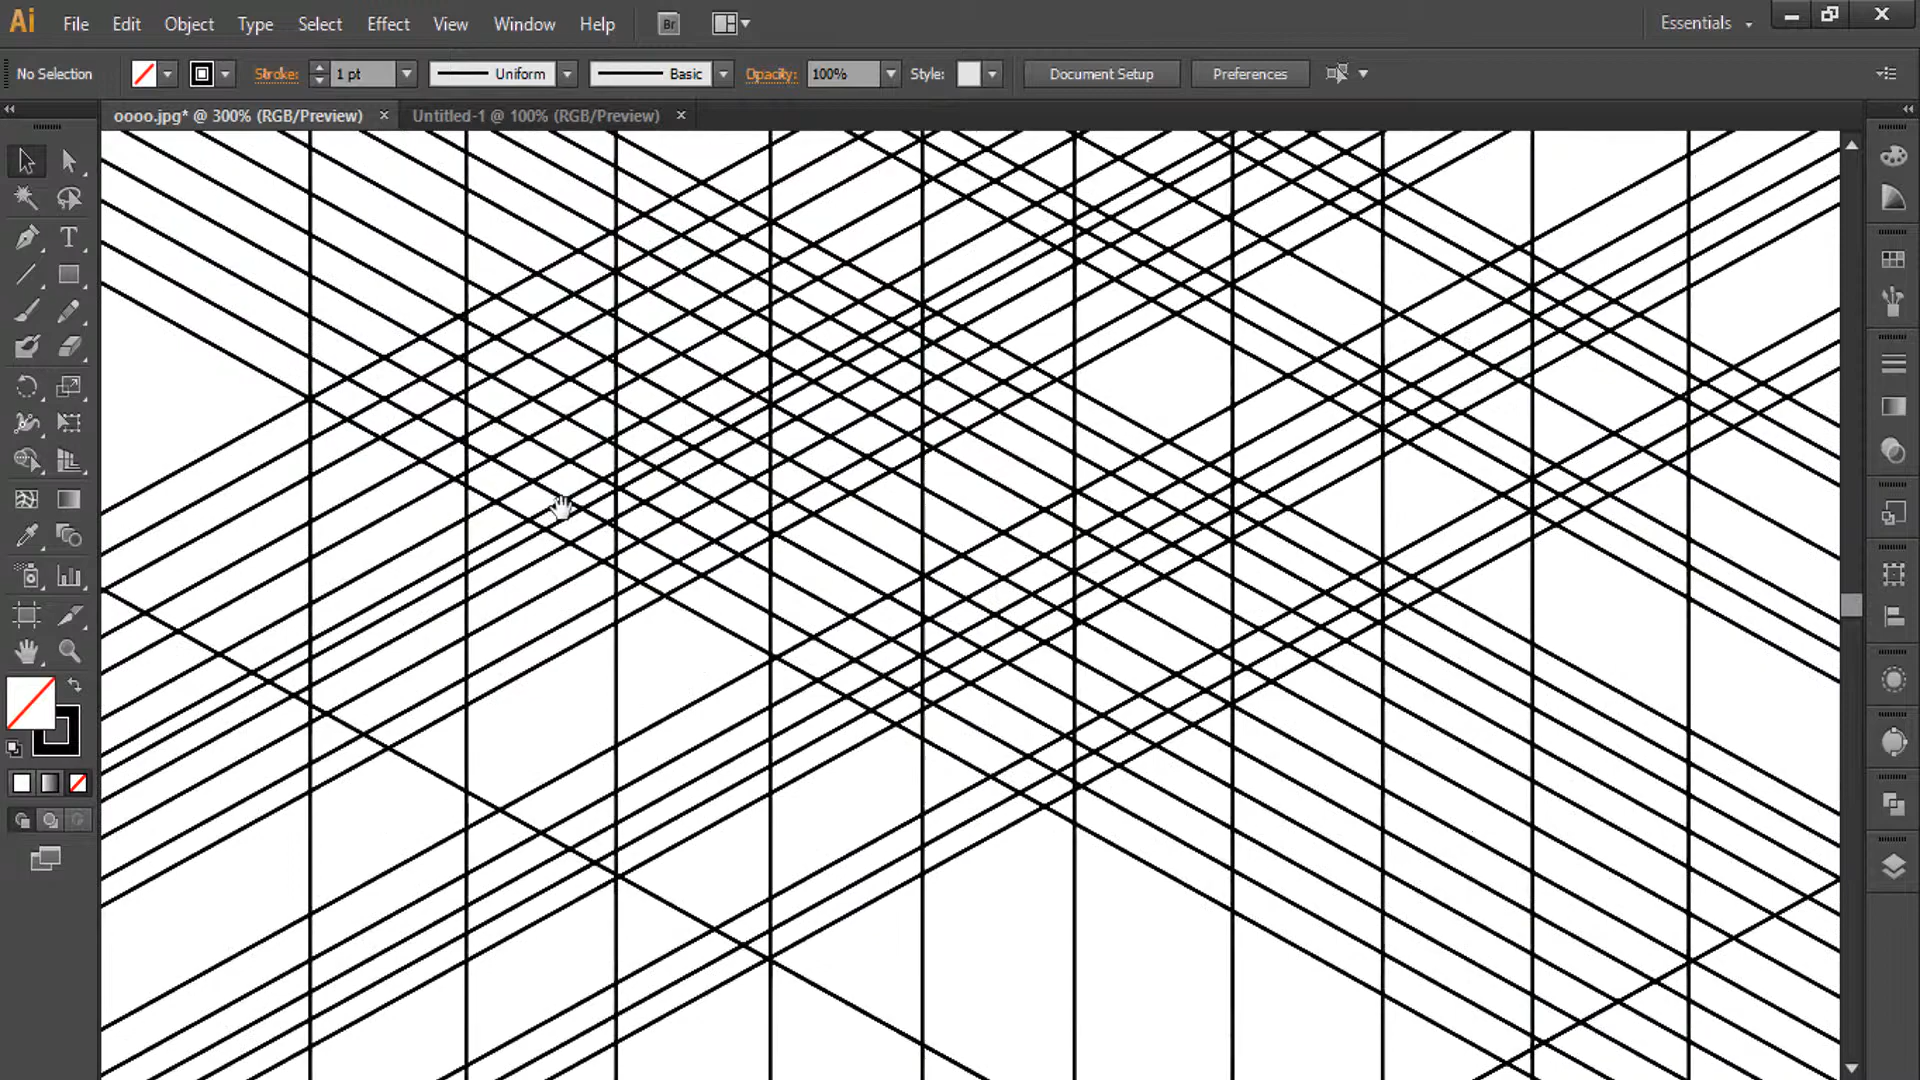 Ai File Edit Object Type Select Effect View Window Help Br Essentials
No Selection Stroke: 1 pt Uniform Basic Opacity: 100% Style: Document Setup Preferences
oooo.jpg* @ 300% (RGB/Preview) × Untitled-1 @ 100% (RGB/Preview) ×
T